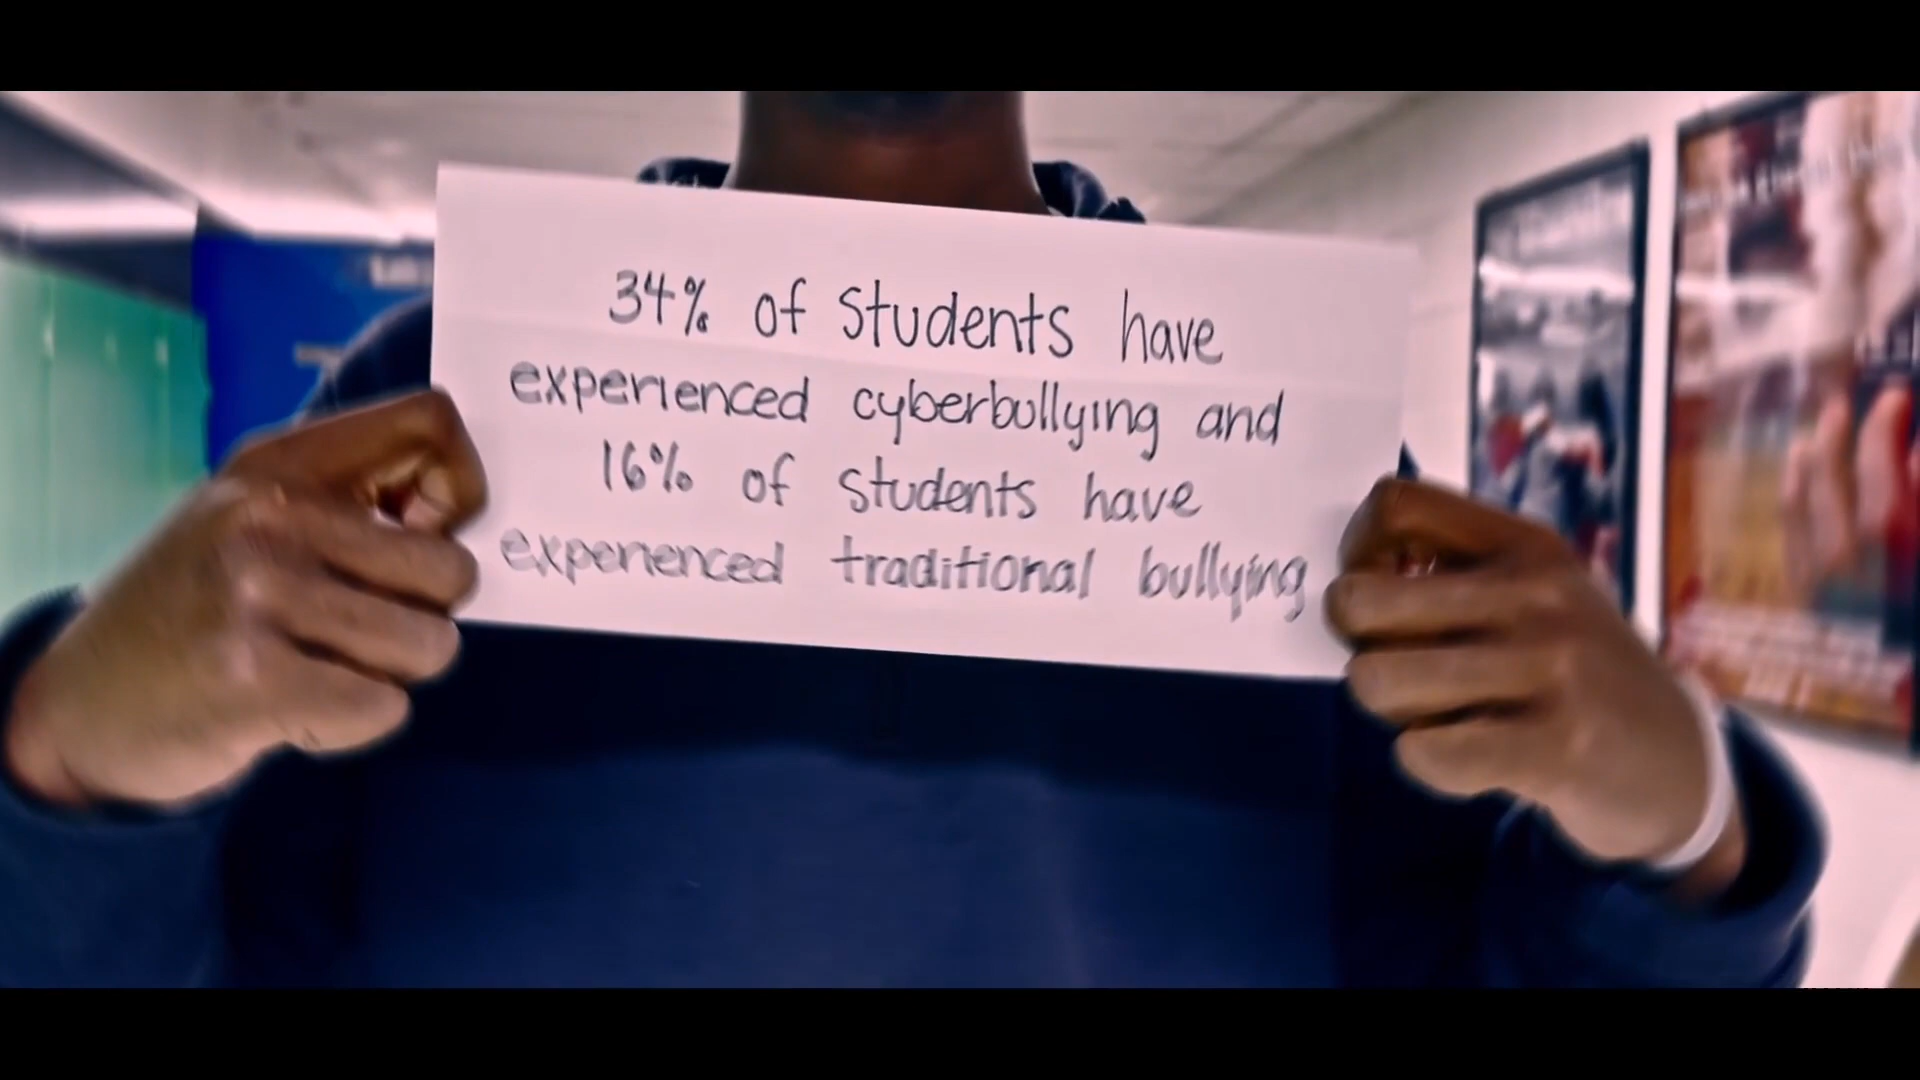 34% of students have
experienced cyberbullying and
16% of students have
experienced traditional bullying